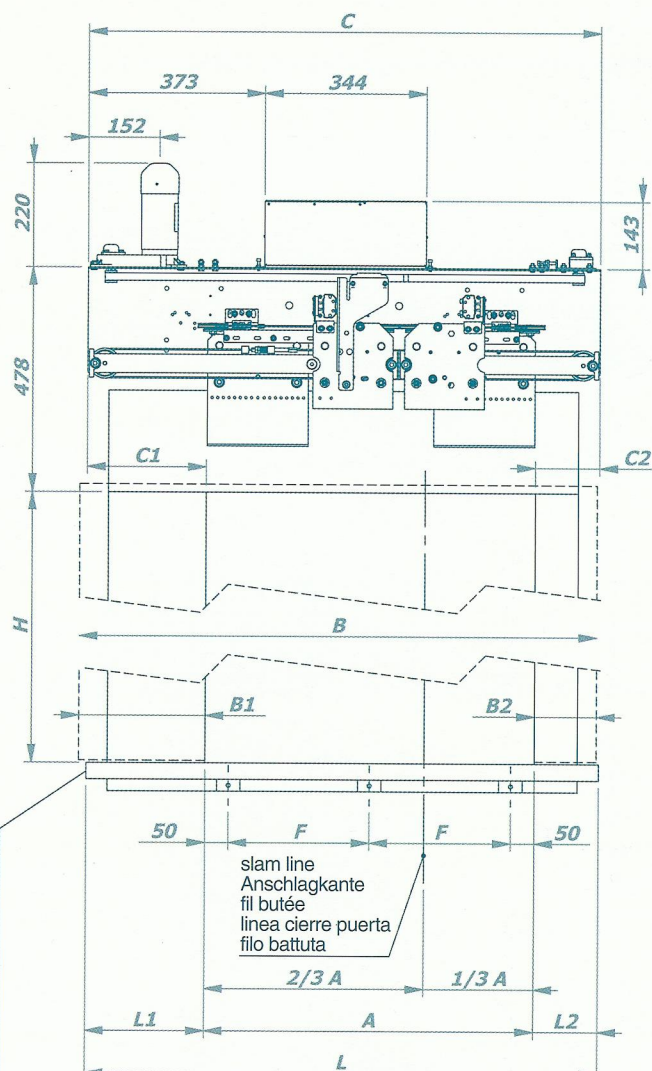 C
373
344
152
220
143
478
C1
C2
H
B
B1
B2
50
F
F
50
slam line
Anschlagkante
fil butée
linea cierre puerta
filo battuta
2/3 A
1/3 A
L1
A
L2
L